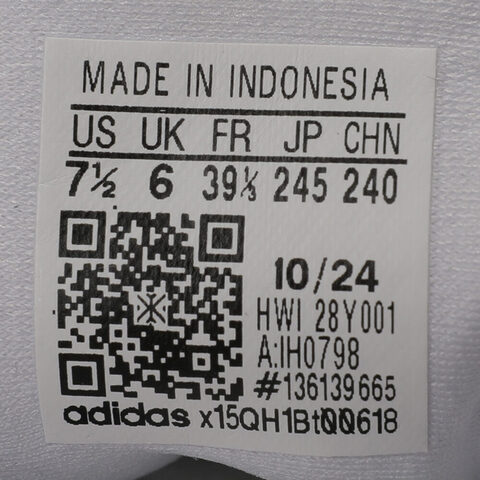 MADE IN INDONESIA
US UK FR JP CHN
7½ 6 39⅓ 245 240
10/24
HWI 28Y001
A:IH0798
#136139665
adidas x15QH1Bt00618